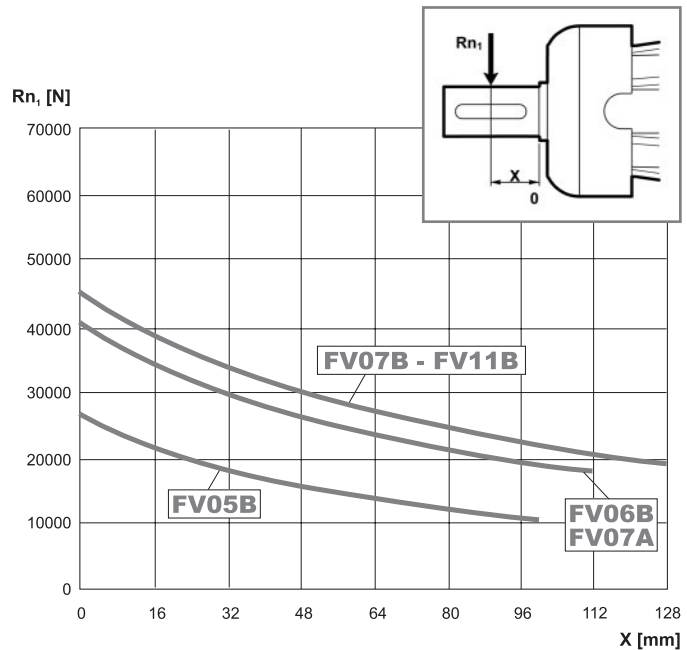 Rn1
X
0
Rn1 [N]
70000
60000
50000
40000
30000
20000
10000
0
FV07B - FV11B
FV05B
FV06B
FV07A
0 16 32 48 64 80 96 112 128
X [mm]